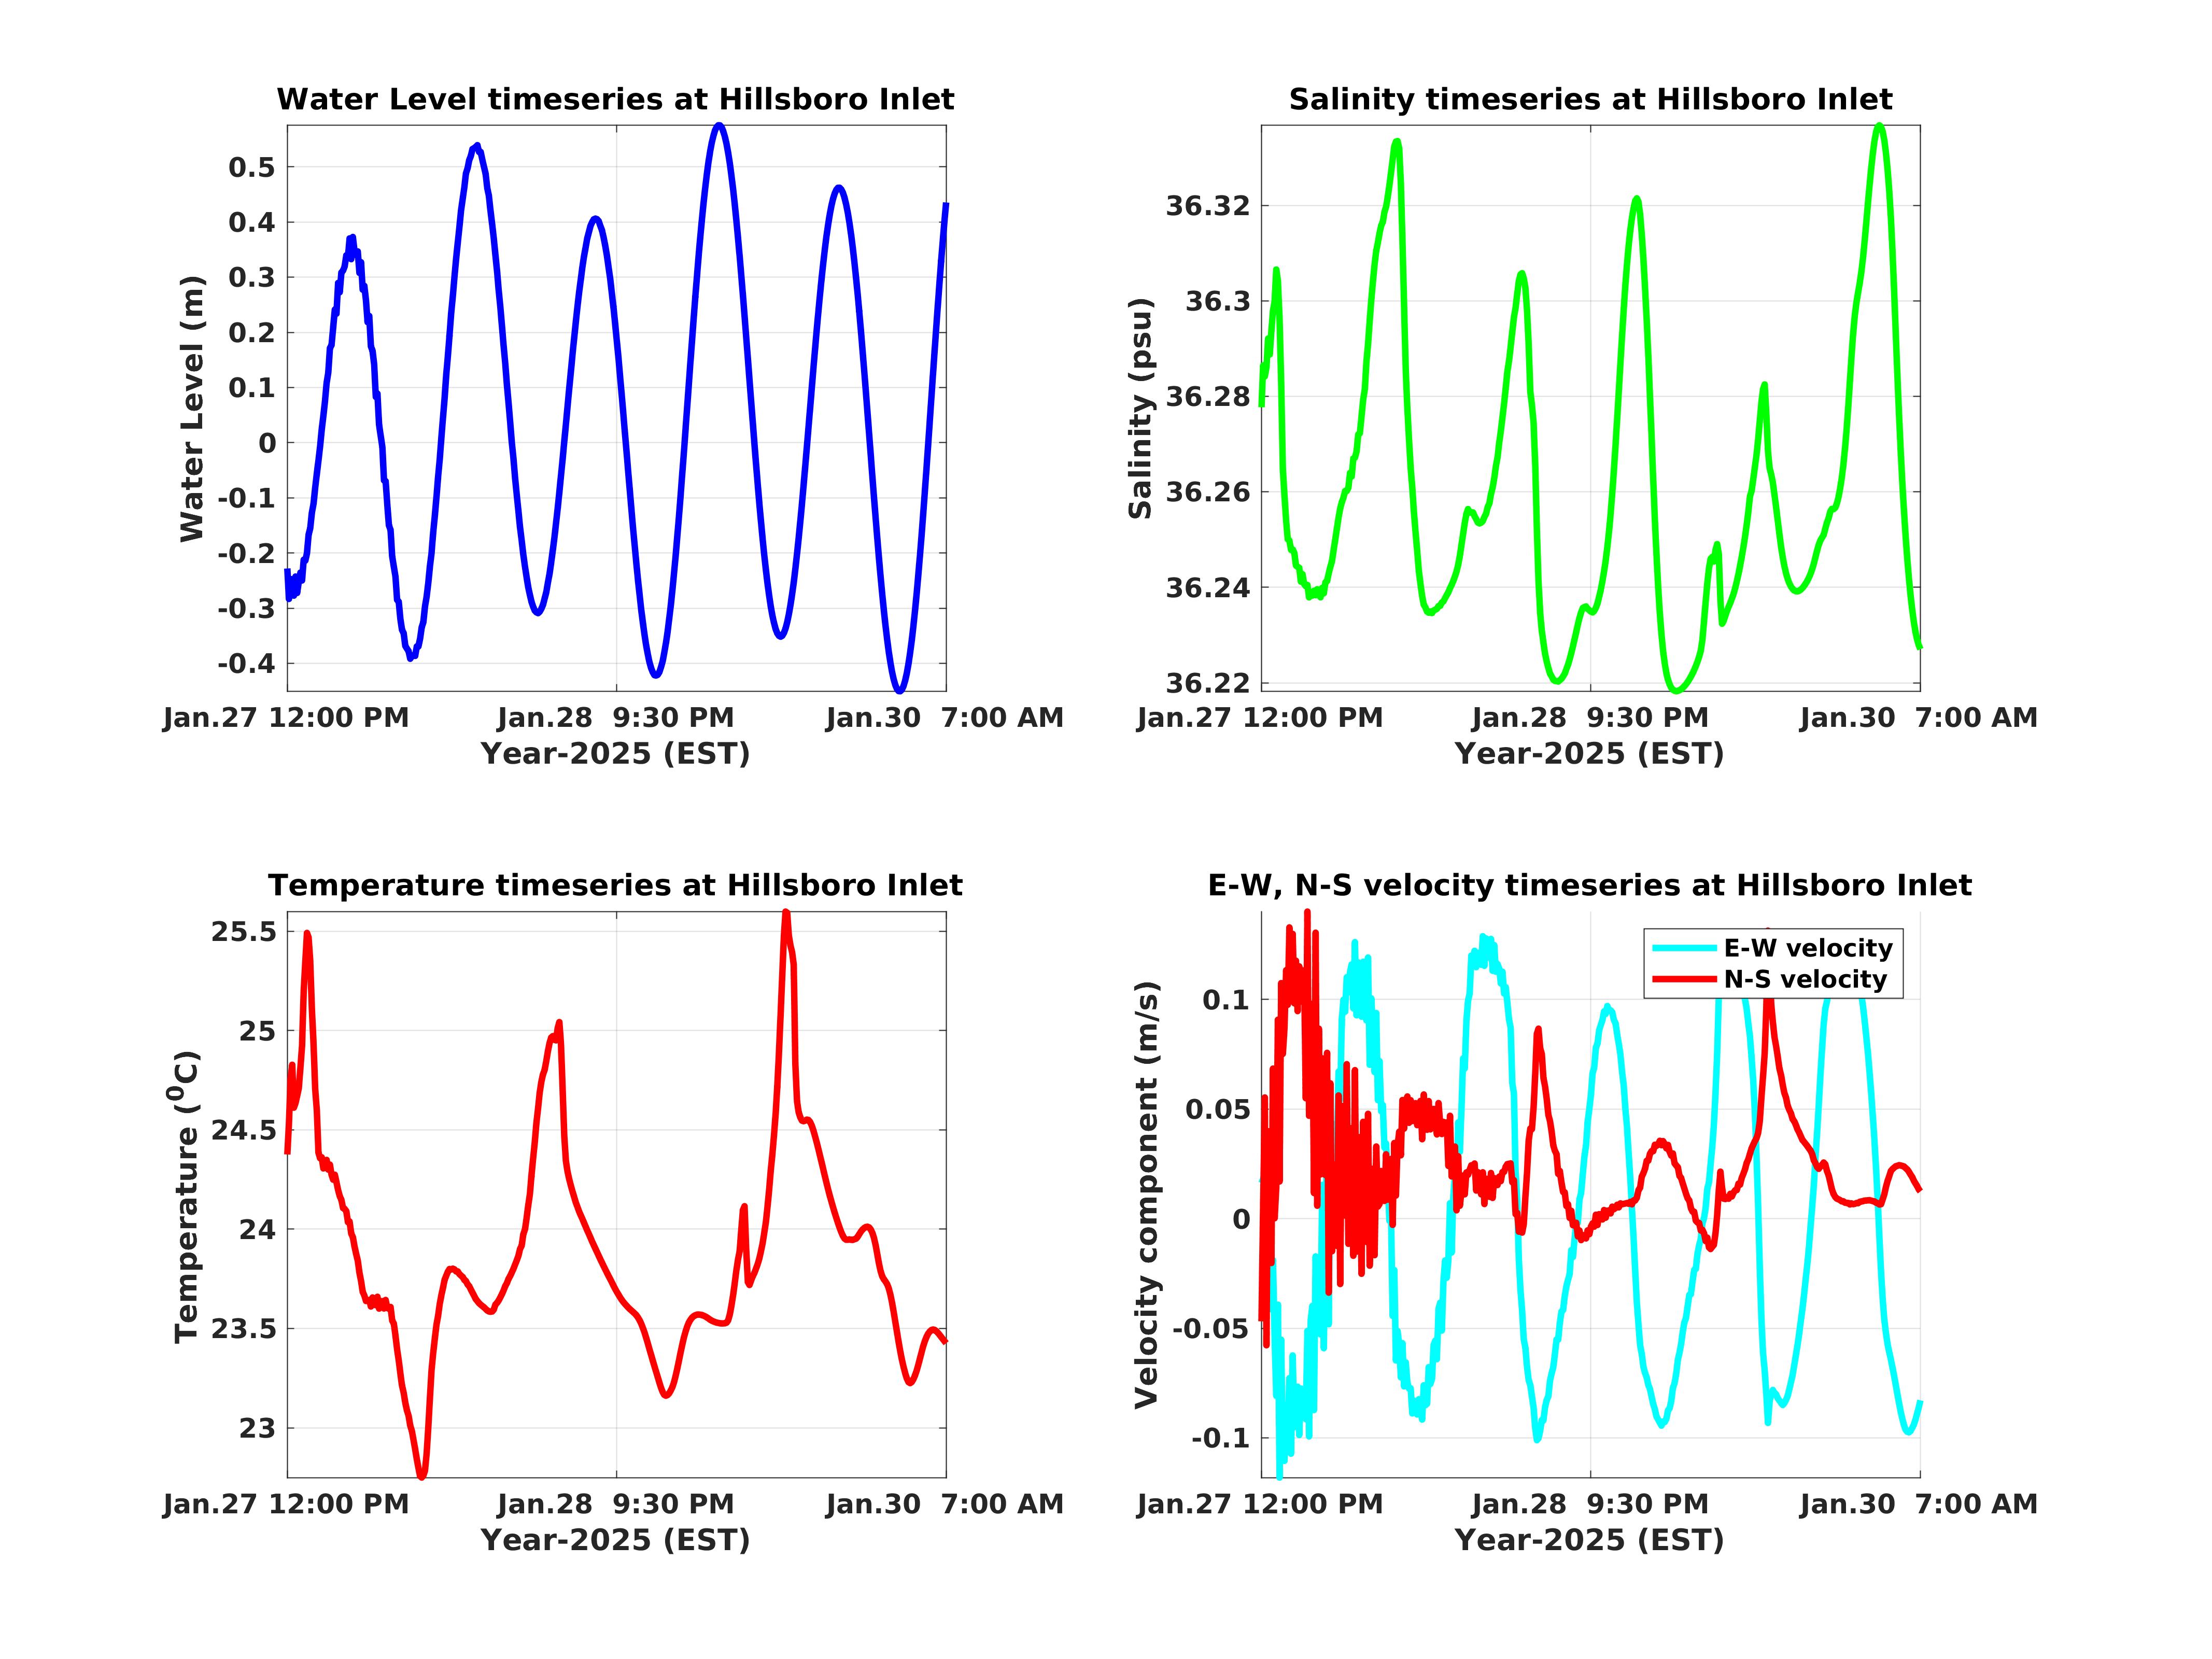 Water Level timeseries at Hillsboro Inlet
Water Level (m)
0.5
0.4
0.3
0.2
0.1
0
-0.1
-0.2
-0.3
-0.4
Jan.27 12:00 PM
Jan.28 9:30 PM
Jan.30 7:00 AM
Year-2025 (EST)
Salinity timeseries at Hillsboro Inlet
Salinity (psu)
36.32
36.3
36.28
36.26
36.24
36.22
Jan.27 12:00 PM
Jan.28 9:30 PM
Jan.30 7:00 AM
Year-2025 (EST)
Temperature timeseries at Hillsboro Inlet
Temperature (⁰C)
25.5
25
24.5
24
23.5
23
Jan.27 12:00 PM
Jan.28 9:30 PM
Jan.30 7:00 AM
Year-2025 (EST)
E-W, N-S velocity timeseries at Hillsboro Inlet
Velocity component (m/s)
0.1
0.05
0
-0.05
-0.1
E-W velocity
N-S velocity
Jan.27 12:00 PM
Jan.28 9:30 PM
Jan.30 7:00 AM
Year-2025 (EST)